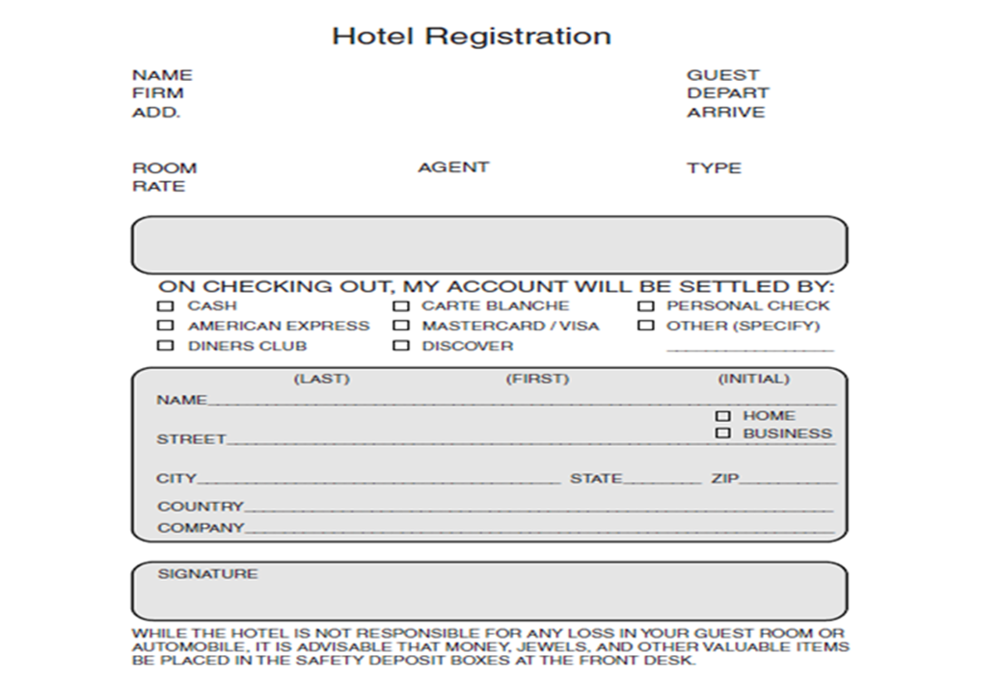 Hotel Registration
NAME GUEST
FIRM DEPART
ADD. ARRIVE
ROOM AGENT TYPE
RATE
ON CHECKING OUT, MY ACCOUNT WILL BE SETTLED BY:
CASH CARTE BLANCHE PERSONAL CHECK
AMERICAN EXPRESS MASTERCARD / VISA OTHER (SPECIFY)
DINERS CLUB DISCOVER
(LAST) (FIRST) (INITIAL)
NAME
HOME
BUSINESS
STREET
CITY STATE ZIP
COUNTRY
COMPANY
SIGNATURE
WHILE THE HOTEL IS NOT RESPONSIBLE FOR ANY LOSS IN YOUR GUEST ROOM OR
AUTOMOBILE, IT IS ADVISABLE THAT MONEY, JEWELS, AND OTHER VALUABLE ITEMS
BE PLACED IN THE SAFETY DEPOSIT BOXES AT THE FRONT DESK.